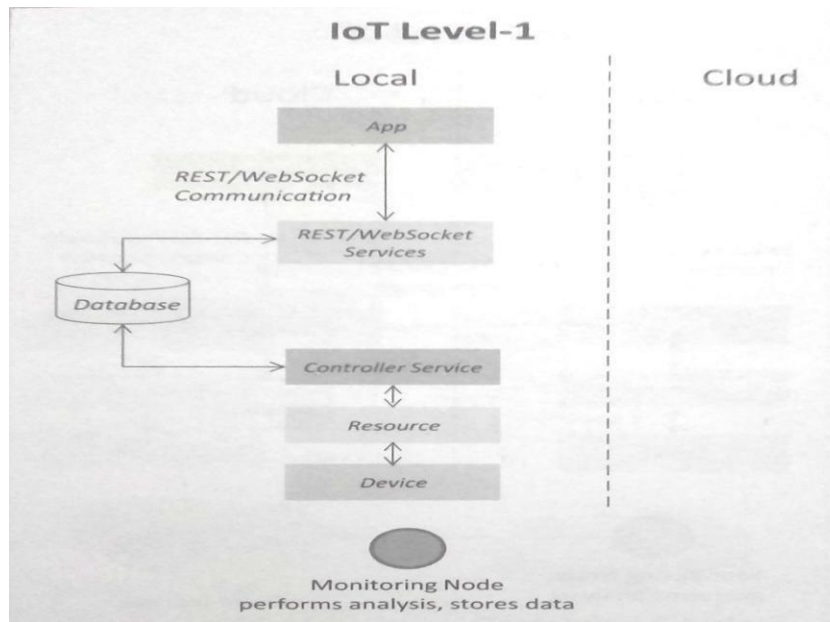 IoT Level-1
Local
Cloud
App
REST/WebSocket
Communication
REST/WebSocket
Services
Database
Controller Service
Resource
Device
Monitoring Node
performs analysis, stores data